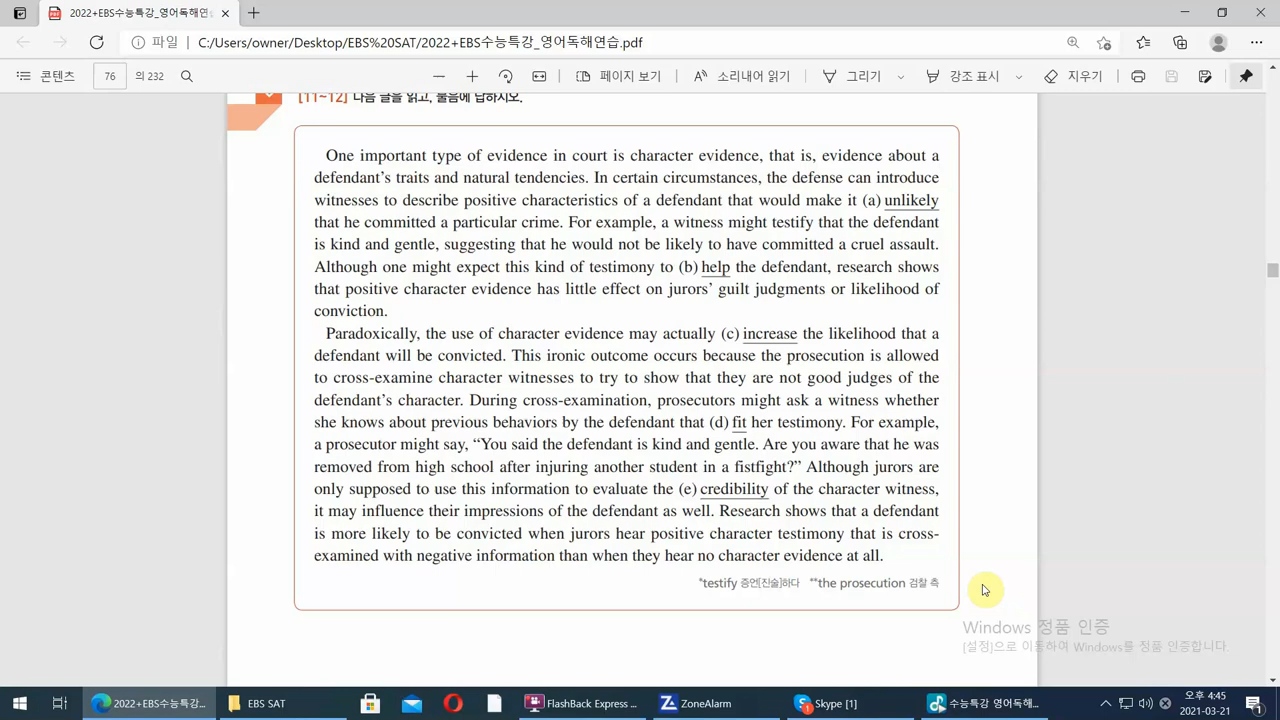 2022+EBS수능특강_영어독해연습
파일 C:/Users/owner/Desktop/EBS%20SAT/2022+EBS수능특강_영어독해연습.pdf
콘텐츠 76 의 232 페이지 보기 소리내어 읽기 그리기 강조 표시 지우기
[11~12] 다음 글을 읽고, 물음에 답하시오.
One important type of evidence in court is character evidence, that is, evidence about a
defendant's traits and natural tendencies. In certain circumstances, the defense can introduce
witnesses to describe positive characteristics of a defendant that would make it (a) unlikely
that he committed a particular crime. For example, a witness might testify that the defendant
is kind and gentle, suggesting that he would not be likely to have committed a cruel assault.
Although one might expect this kind of testimony to (b) help the defendant, research shows
that positive character evidence has little effect on jurors' guilt judgments or likelihood of
conviction.
Paradoxically, the use of character evidence may actually (c) increase the likelihood that a
defendant will be convicted. This ironic outcome occurs because the prosecution is allowed
to cross-examine character witnesses to try to show that they are not good judges of the
defendant's character. During cross-examination, prosecutors might ask a witness whether
she knows about previous behaviors by the defendant that (d) fit her testimony. For example,
a prosecutor might say, “You said the defendant is kind and gentle. Are you aware that he was
removed from high school after injuring another student in a fistfight?” Although jurors are
only supposed to use this information to evaluate the (e) credibility of the character witness,
it may influence their impressions of the defendant as well. Research shows that a defendant
is more likely to be convicted when jurors hear positive character testimony that is cross-
examined with negative information than when they hear no character evidence at all.
*testify 증언[진술]하다 **the prosecution 검찰 측
Windows 정품 인증
[설정]으로 이동하여 Windows를 정품 인증합니다.
2022+EBS수능특강_... EBS SAT FlashBack Express ... ZoneAlarm Skype [1] 수능특강 영어독해... 오후 4:45
2021-03-21